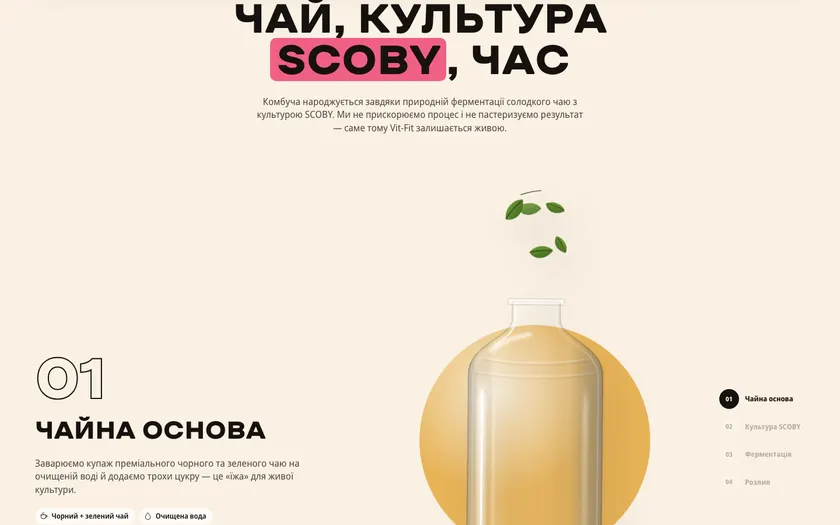 ЧАЙ, КУЛЬТУРА
SCOBY, ЧАС
Комбуча народжується завдяки природній ферментації солодкого чаю з
культурою SCOBY. Ми не прискорюємо процес і не пастеризуємо результат
— саме тому Vit-Fit залишається живою.
01
ЧАЙНА ОСНОВА
Заварюємо купаж преміального чорного та зеленого чаю на
очищеній воді й додаємо трохи цукру — це «їжа» для живої
культури.
Чорний + зелений чай
Очищена вода
01 Чайна основа
02 Культура SCOBY
03 Ферментація
04 Розлив